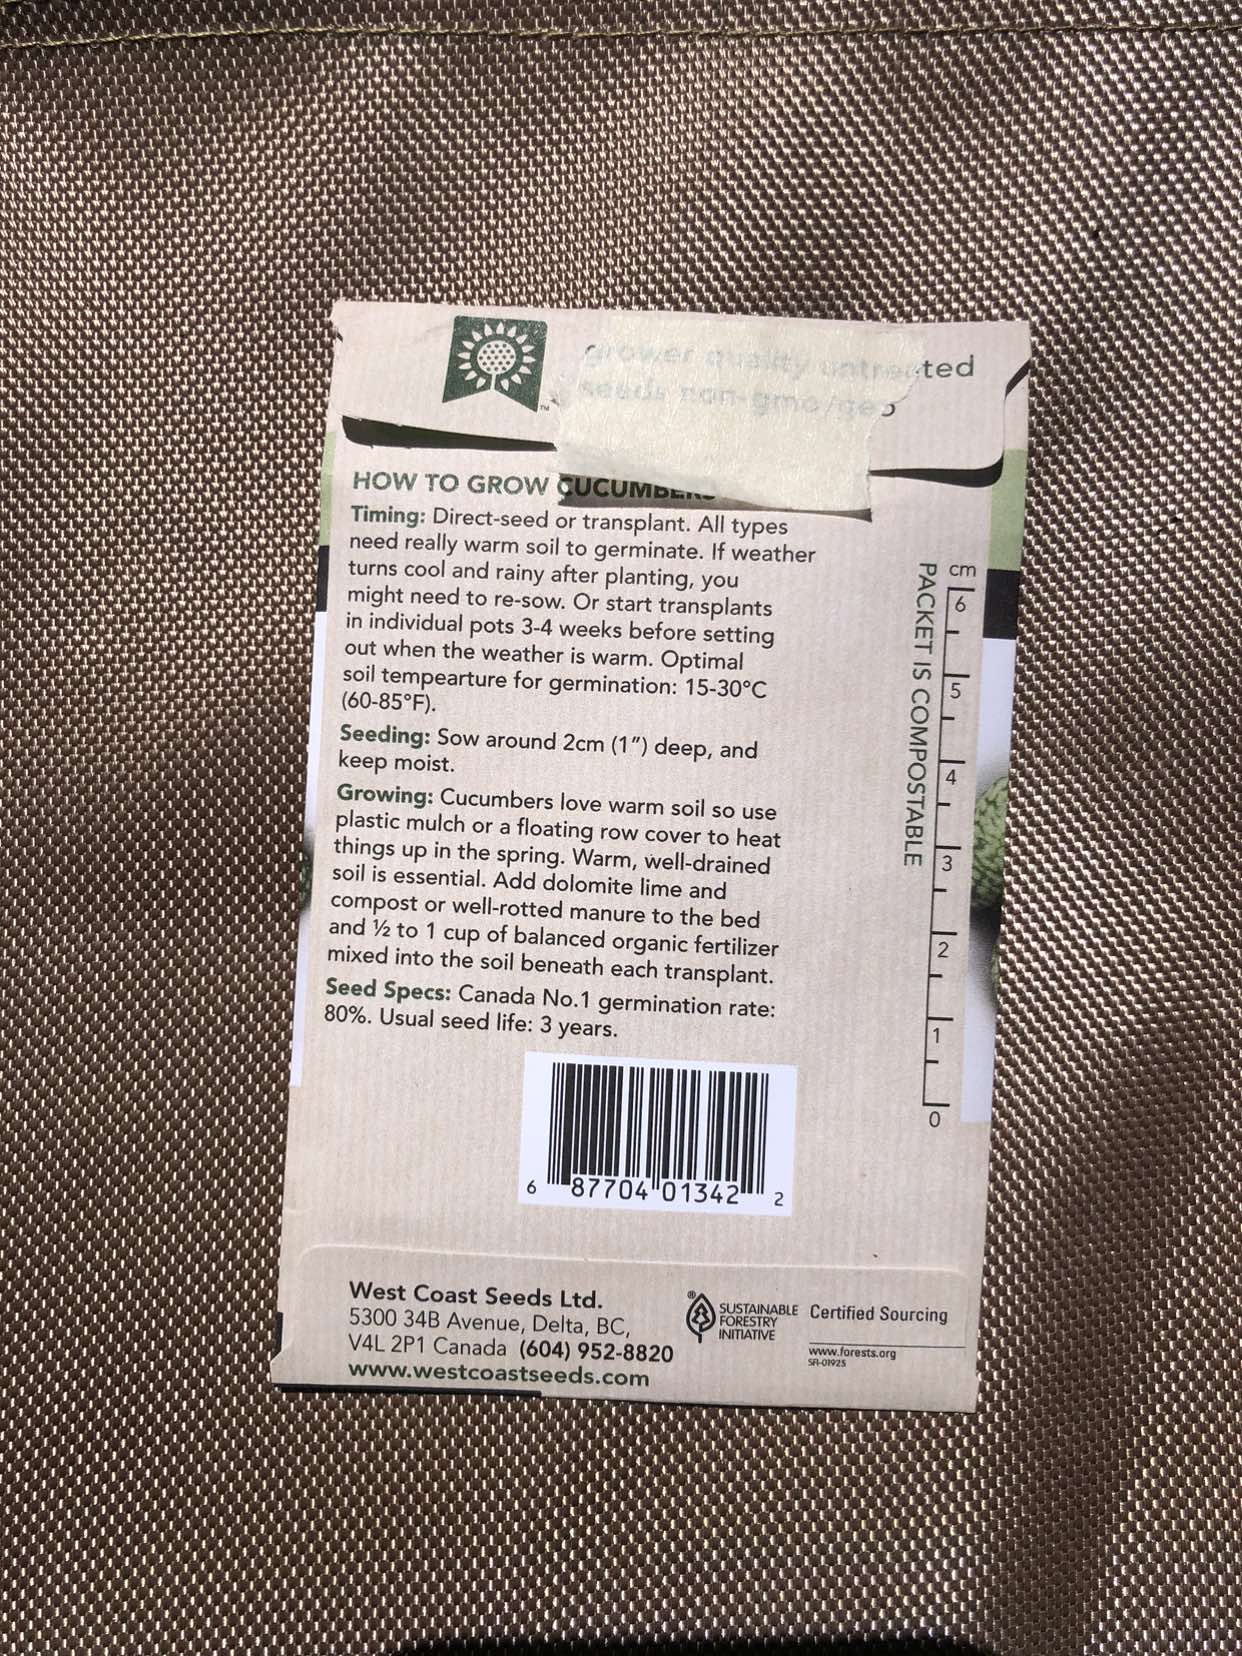 grower quality untreated
seeds non-gmo/geo
™
HOW TO GROW CUCUMBERS
Timing: Direct-seed or transplant. All types
need really warm soil to germinate. If weather
turns cool and rainy after planting, you
might need to re-sow. Or start transplants
in individual pots 3-4 weeks before setting
out when the weather is warm. Optimal
soil tempearture for germination: 15-30°C
(60-85°F).
Seeding: Sow around 2cm (1”) deep, and
keep moist.
Growing: Cucumbers love warm soil so use
plastic mulch or a floating row cover to heat
things up in the spring. Warm, well-drained
soil is essential. Add dolomite lime and
compost or well-rotted manure to the bed
and ½ to 1 cup of balanced organic fertilizer
mixed into the soil beneath each transplant.
Seed Specs: Canada No.1 germination rate:
80%. Usual seed life: 3 years.
PACKET IS COMPOSTABLE
cm
6
5
4
3
2
1
0
6 87704 01342 2
West Coast Seeds Ltd.
5300 34B Avenue, Delta, BC,
V4L 2P1 Canada (604) 952-8820
www.westcoastseeds.com
®
SUSTAINABLE
FORESTRY
INITIATIVE
Certified Sourcing
www.forests.org
SFI-01925